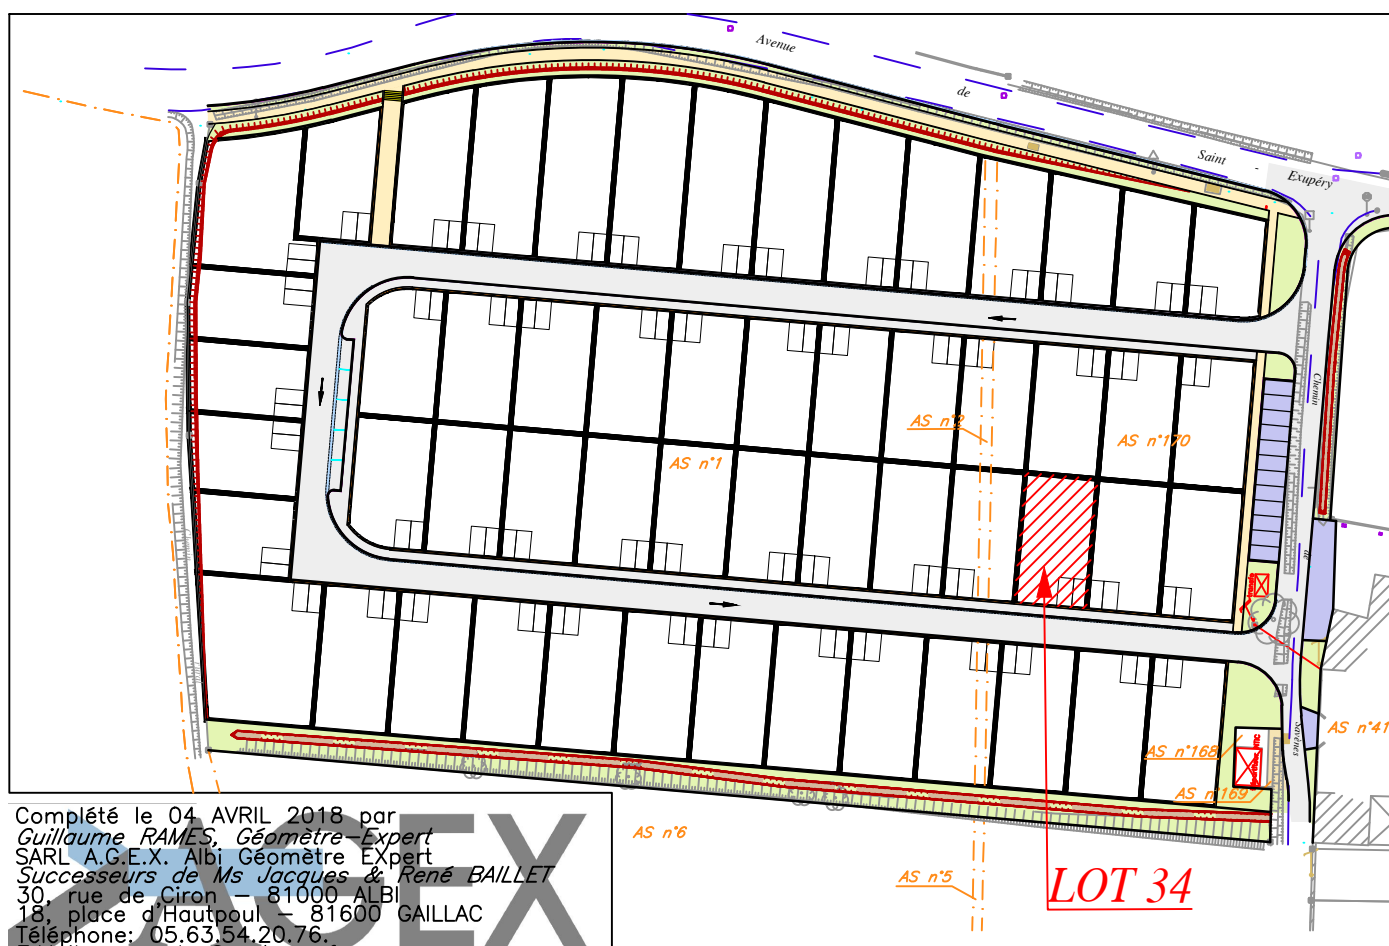 Avenue
de
Saint
-
Exupéry
Chemin
de
Savènes
AS n°2
AS n°170
AS n°1
AS n°41
AS n°168
AS n°169
AS n°6
AS n°5
LOT 34
Complété le 04 AVRIL 2018 par
Guillaume RAMES, Géomètre-Expert
SARL A.G.E.X. Albi Géomètre EXpert
Successeurs de Ms Jacques & René BAILLET
30, rue de Ciron - 81000 ALBI
18, place d'Hautpoul - 81600 GAILLAC
Téléphone: 05.63.54.20.76.
AGEX